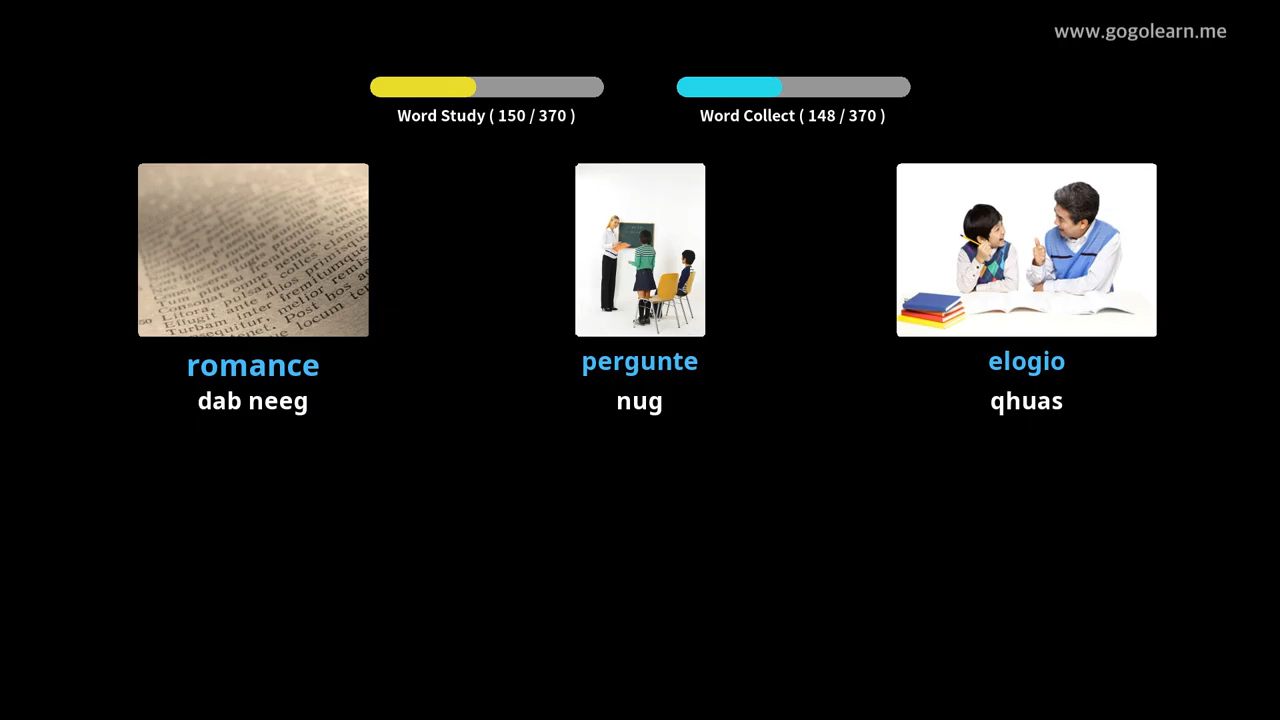 www.gogolearn.me
Word Study ( 150 / 370 )
Word Collect ( 148 / 370 )
romance
pergunte
elogio
dab neeg
nug
qhuas